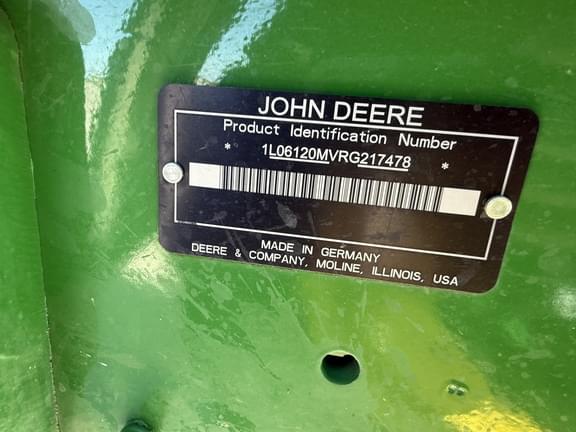 JOHN DEERE
Product Identification Number
* 1L06120MVRG217478 *
MADE IN GERMANY
DEERE & COMPANY, MOLINE, ILLINOIS, USA